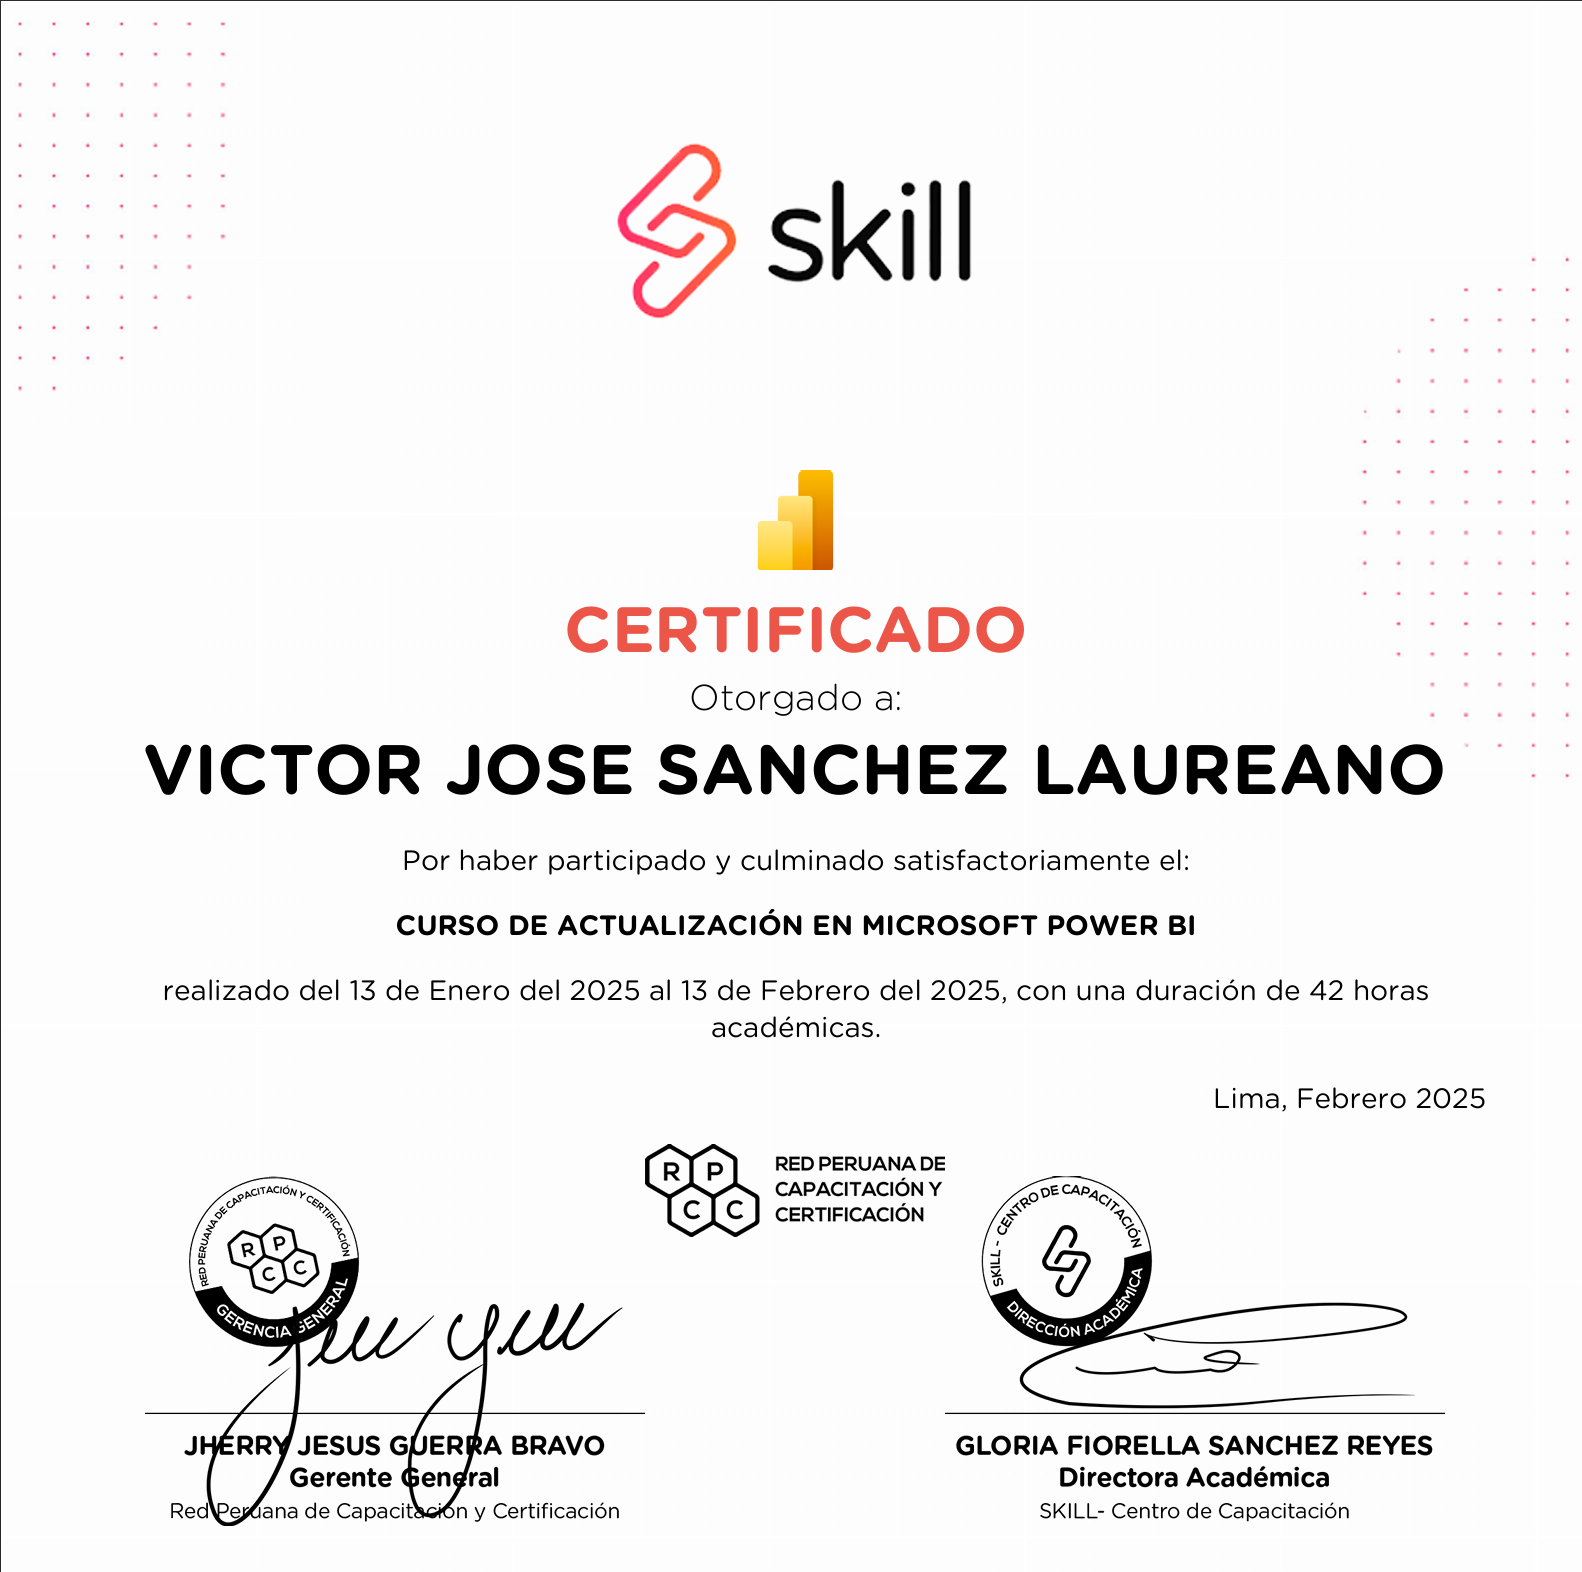 skill
CERTIFICADO
Otorgado a:
VICTOR JOSE SANCHEZ LAUREANO
Por haber participado y culminado satisfactoriamente el:
CURSO DE ACTUALIZACIÓN EN MICROSOFT POWER BI
realizado del 13 de Enero del 2025 al 13 de Febrero del 2025, con una duración de 42 horas
académicas.
Lima, Febrero 2025
R P
C C
RED PERUANA DE
CAPACITACIÓN Y
CERTIFICACIÓN
RED PERUANA DE CAPACITACIÓN Y CERTIFICACIÓN
R P
C C
GERENCIA GENERAL
SKILL - CENTRO DE CAPACITACIÓN
DIRECCIÓN ACADÉMICA
JHERRY JESUS GUERRA BRAVO
Gerente General
Red Peruana de Capacitación y Certificación
GLORIA FIORELLA SANCHEZ REYES
Directora Académica
SKILL- Centro de Capacitación